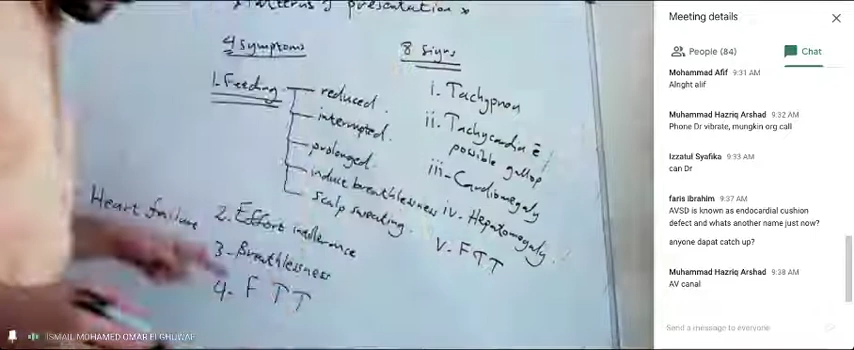 Patterns of presentation
4 symptoms
1. Feeding
reduced.
interrupted.
prolonged.
induce breathlessness
scalp sweating.
Heart failure
2. Effort intolerance
3- Breathlessness
4- F T T
8 signs
i. Tachypnea
ii. Tachycardia ē
possible gallop
iii- Cardiomegaly
iv. Hepatomegaly.
v. F T T
ISMAIL MOHAMED OMAR El GHUWAE
Meeting details
People (84)
Chat
Mohammad Afif 9:31 AM
Alright alif
Muhammad Hazriq Arshad 9:32 AM
Phone Dr vibrate, mungkin org call
Izzatul Syafika 9:33 AM
can Dr
faris Ibrahim 9:37 AM
AVSD is known as endocardial cushion
defect and whats another name just now?
anyone dapat catch up?
Muhammad Hazriq Arshad 9:38 AM
AV canal
Send a message to everyone